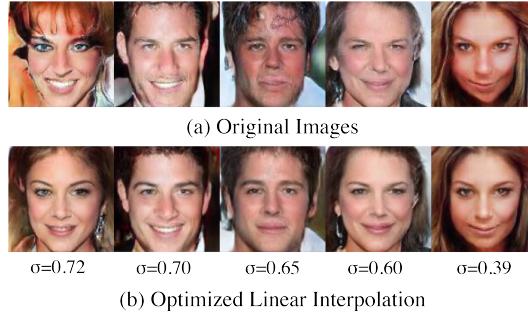 (a) Original Images
σ=0.72 σ=0.70 σ=0.65 σ=0.60 σ=0.39
(b) Optimized Linear Interpolation